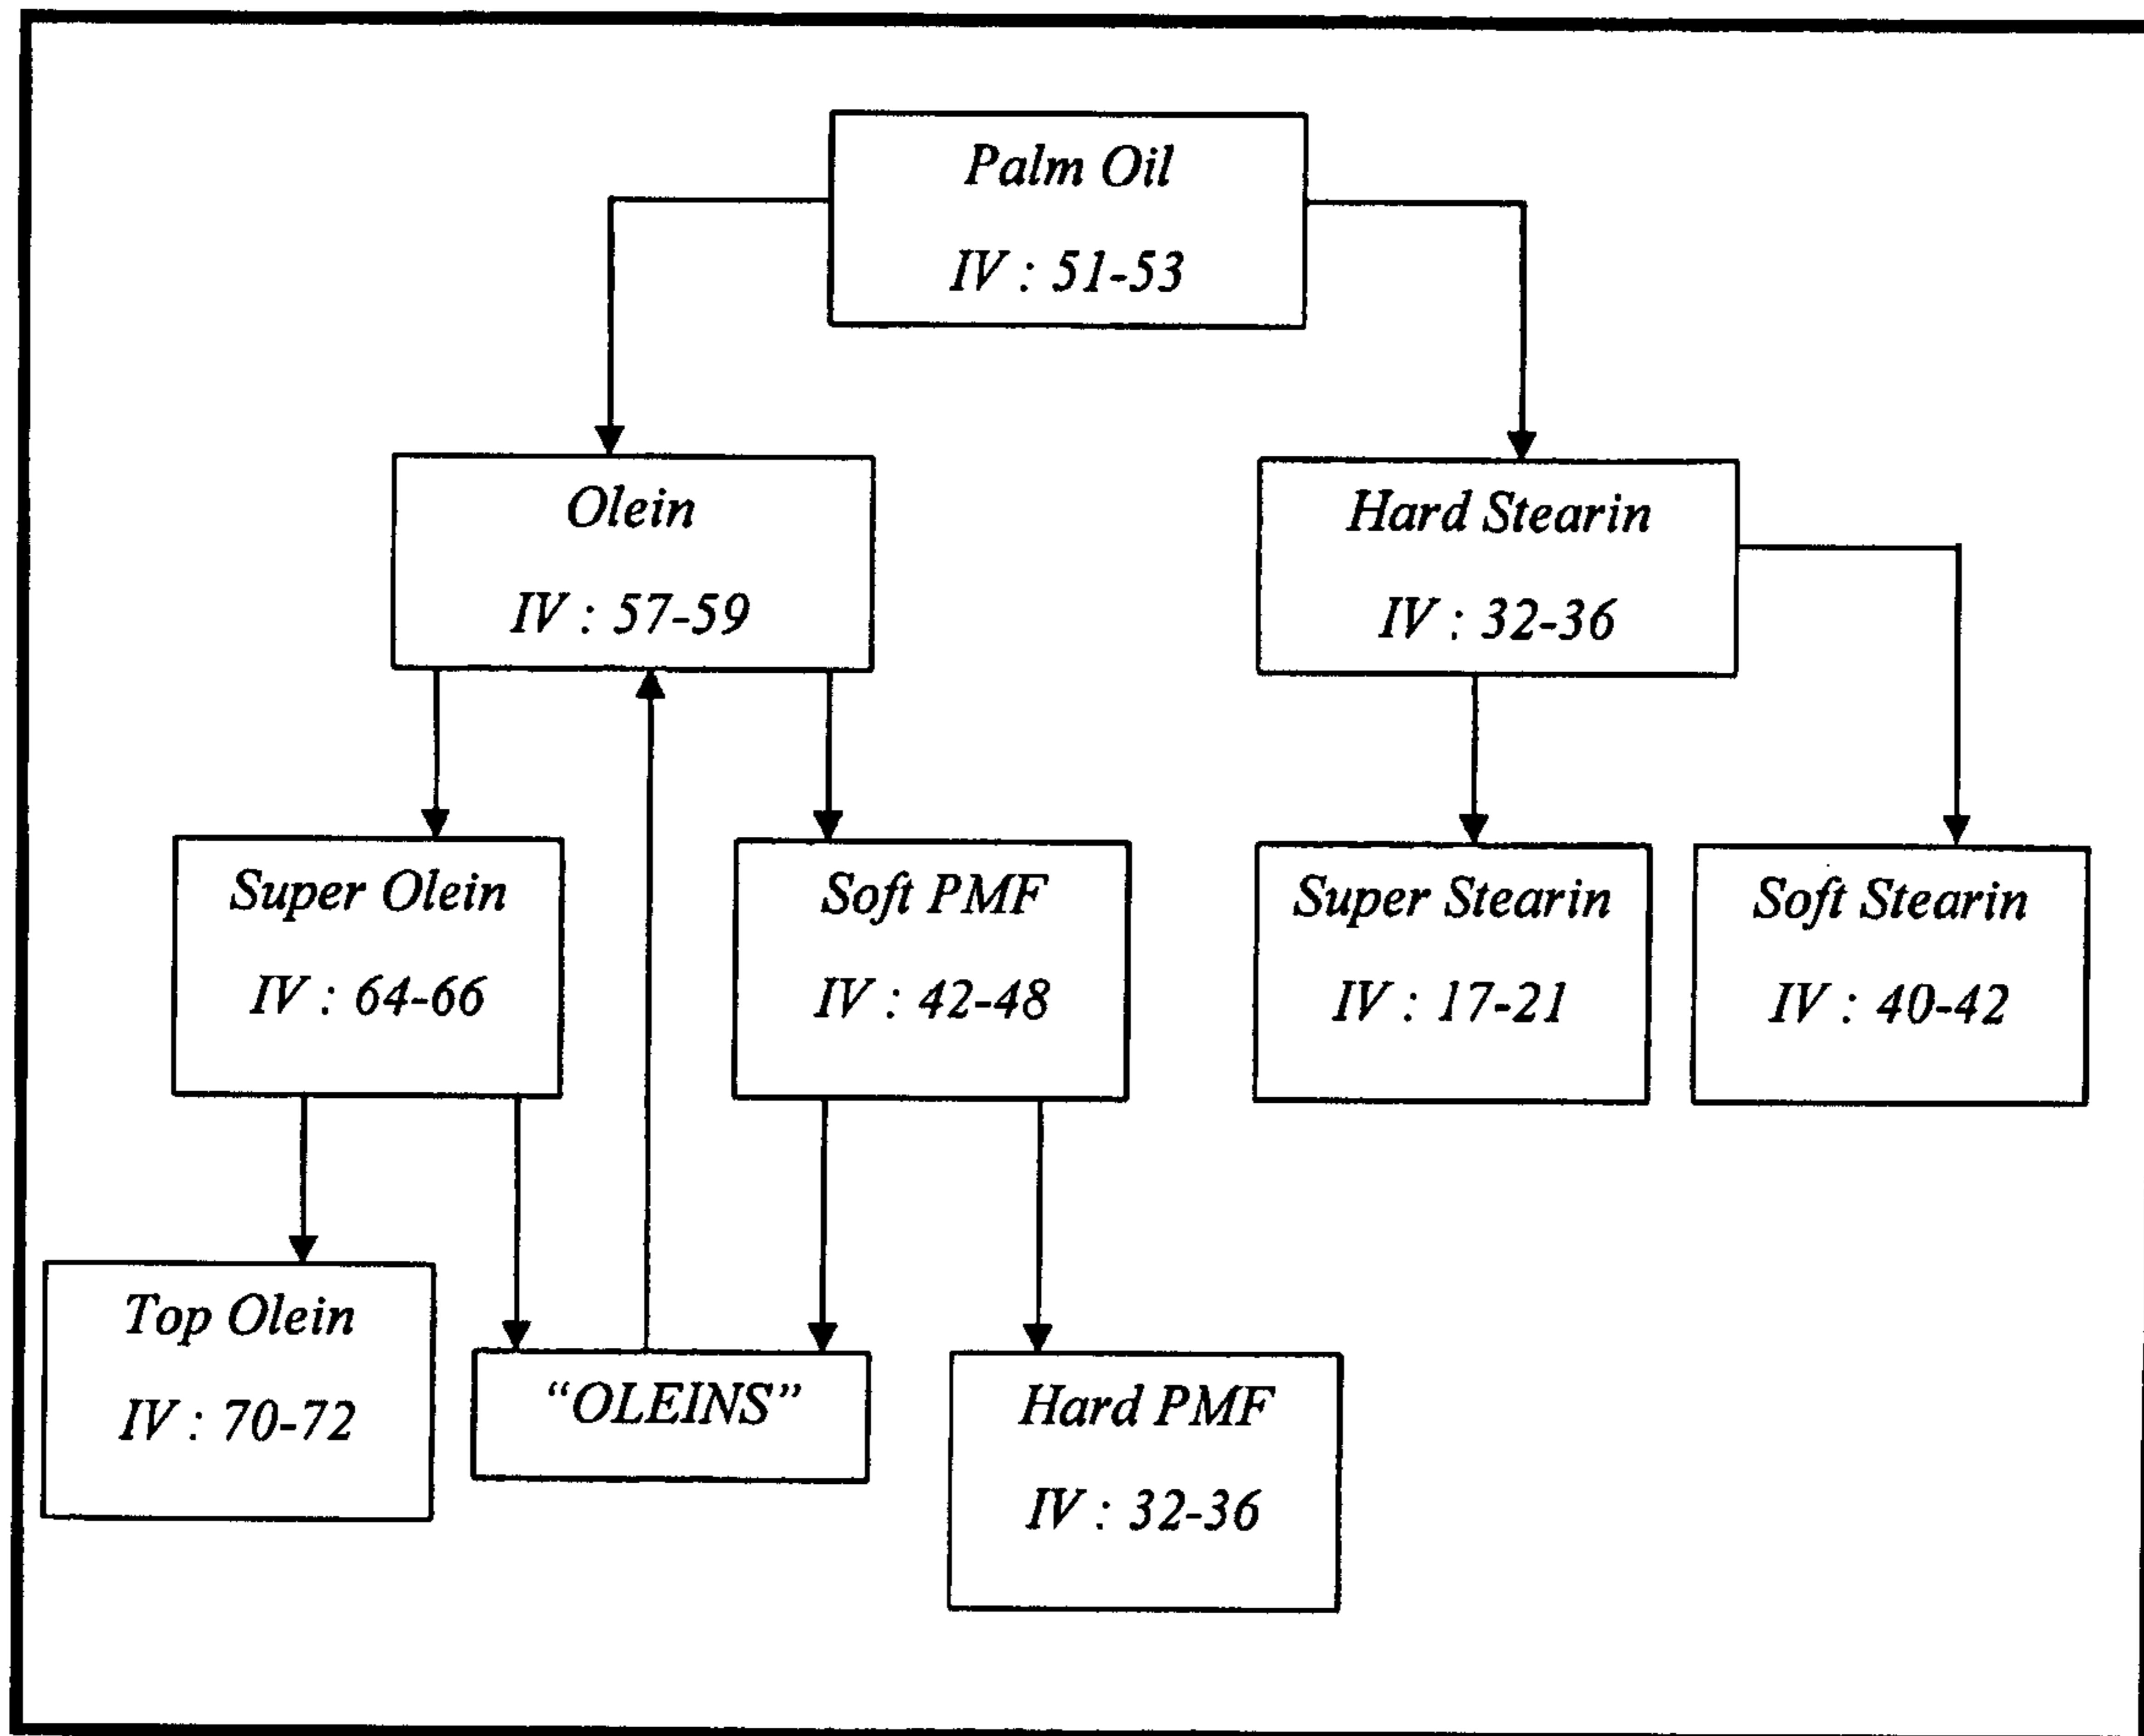 Palm Oil
IV : 51-53
Olein
IV : 57-59
Hard Stearin
IV : 32-36
Super Olein
IV : 64-66
Soft PMF
IV : 42-48
Super Stearin
IV : 17-21
Soft Stearin
IV : 40-42
Top Olein
IV : 70-72
“OLEINS”
Hard PMF
IV : 32-36